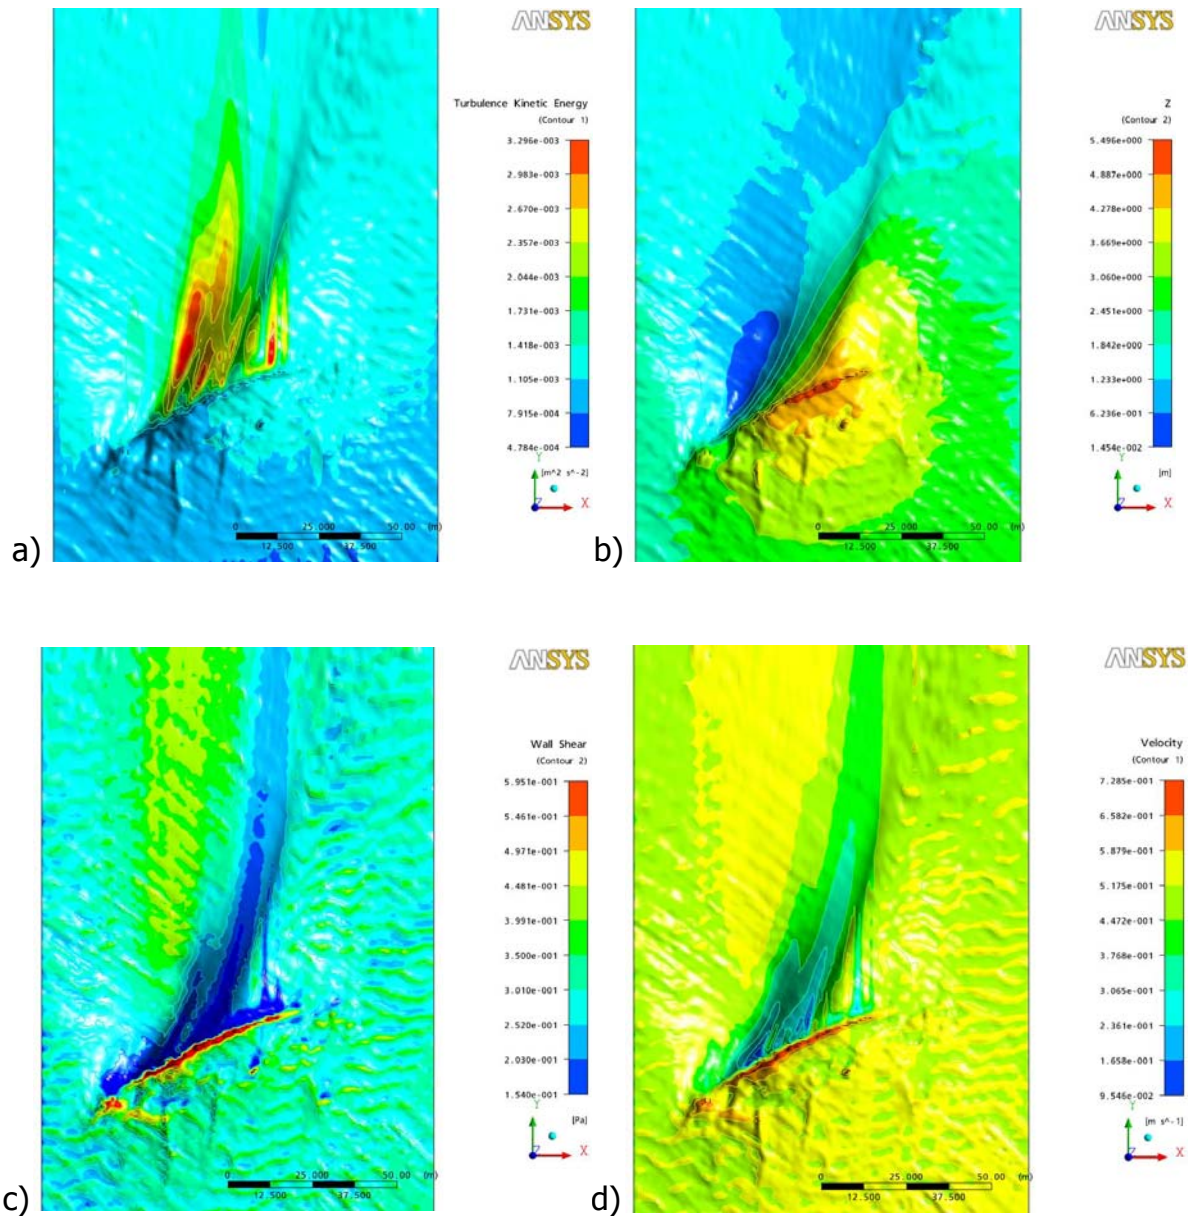 ANSYS
Turbulence Kinetic Energy
(Contour 1)
3.296e-003
2.983e-003
2.670e-003
2.357e-003
2.044e-003
1.731e-003
1.418e-003
1.105e-003
7.915e-004
4.784e-004
[m^2 s^-2]
Y
Z
X
0 25.000 50.00 (m)
12.500 37.500
a)
ANSYS
Z
(Contour 2)
5.496e+000
4.887e+000
4.278e+000
3.669e+000
3.060e+000
2.451e+000
1.842e+000
1.233e+000
6.236e-001
1.454e-002
[m]
Y
Z
X
0 25.000 50.00 (m)
12.500 37.500
b)
ANSYS
Wall Shear
(Contour 2)
5.951e-001
5.461e-001
4.971e-001
4.481e-001
3.991e-001
3.500e-001
3.010e-001
2.520e-001
2.030e-001
1.540e-001
[Pa]
Y
Z
X
0 25.000 50.00 (m)
12.500 37.500
c)
ANSYS
Velocity
(Contour 1)
7.285e-001
6.582e-001
5.879e-001
5.175e-001
4.472e-001
3.768e-001
3.065e-001
2.361e-001
1.658e-001
9.546e-002
[m s^-1]
Y
Z
X
0 25.000 50.00 (m)
12.500 37.500
d)